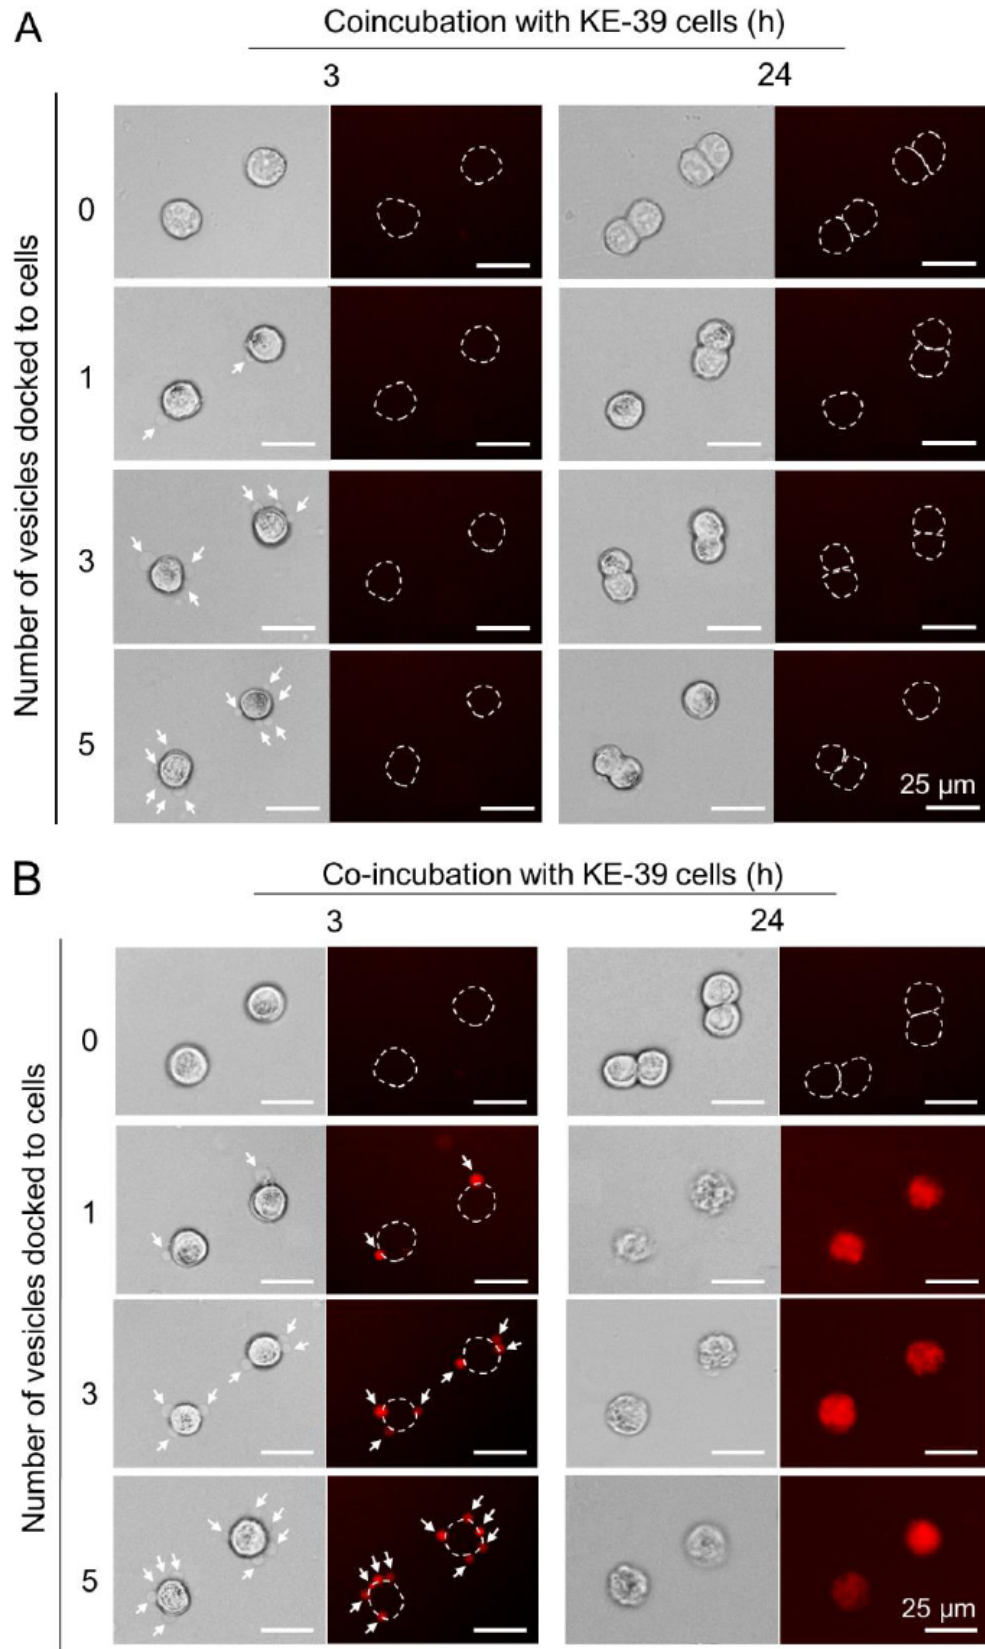 A
Coincubation with KE-39 cells (h)
3
24
Number of vesicles docked to cells
0
1
3
5
25 µm
B
Co-incubation with KE-39 cells (h)
3
24
Number of vesicles docked to cells
0
1
3
5
25 µm